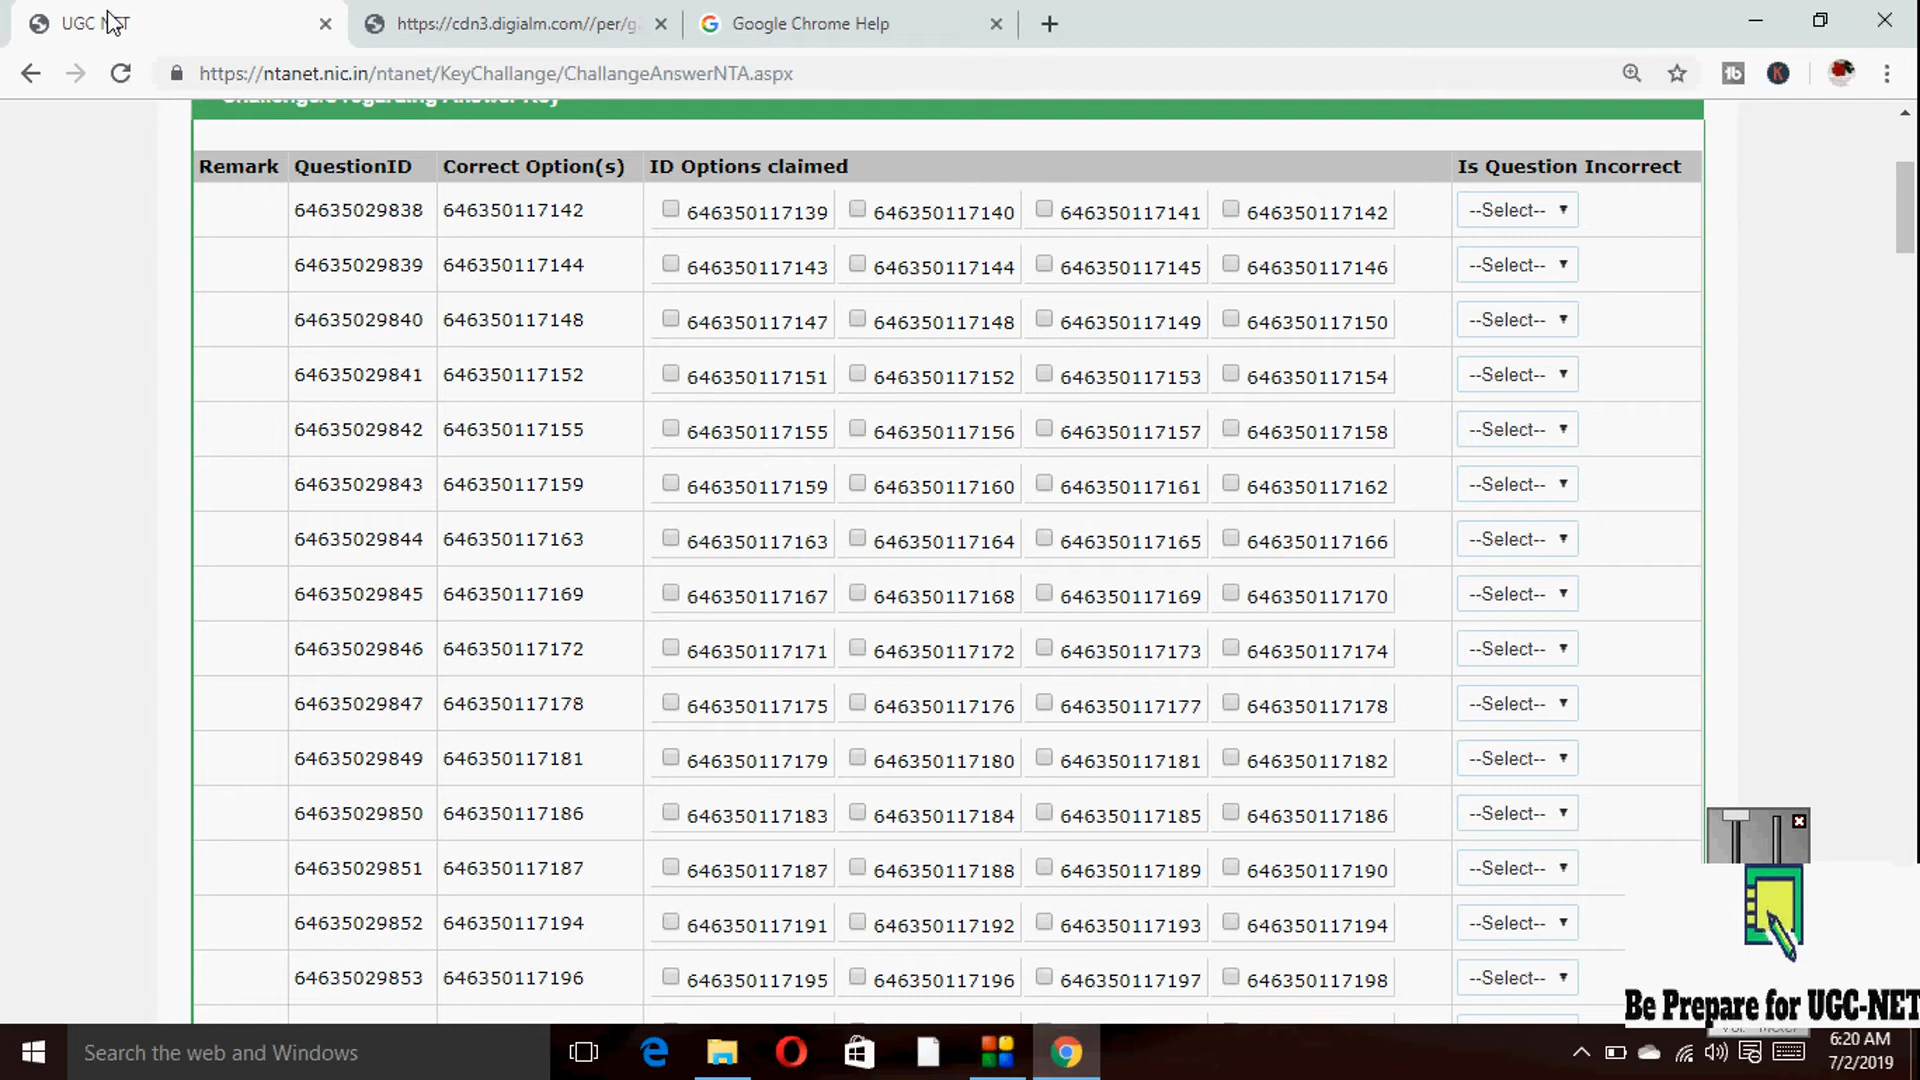 UGC NET
https://cdn3.digialm.com//per/g
Google Chrome Help
https://ntanet.nic.in/ntanet/KeyChallange/ChallangeAnswerNTA.aspx
Remark QuestionID Correct Option(s) ID Options claimed Is Question Incorrect
64635029838 646350117142 646350117139 646350117140 646350117141 646350117142 --Select--
64635029839 646350117144 646350117143 646350117144 646350117145 646350117146 --Select--
64635029840 646350117148 646350117147 646350117148 646350117149 646350117150 --Select--
64635029841 646350117152 646350117151 646350117152 646350117153 646350117154 --Select--
64635029842 646350117155 646350117155 646350117156 646350117157 646350117158 --Select--
64635029843 646350117159 646350117159 646350117160 646350117161 646350117162 --Select--
64635029844 646350117163 646350117163 646350117164 646350117165 646350117166 --Select--
64635029845 646350117169 646350117167 646350117168 646350117169 646350117170 --Select--
64635029846 646350117172 646350117171 646350117172 646350117173 646350117174 --Select--
64635029847 646350117178 646350117175 646350117176 646350117177 646350117178 --Select--
64635029849 646350117181 646350117179 646350117180 646350117181 646350117182 --Select--
64635029850 646350117186 646350117183 646350117184 646350117185 646350117186 --Select--
64635029851 646350117187 646350117187 646350117188 646350117189 646350117190 --Select--
64635029852 646350117194 646350117191 646350117192 646350117193 646350117194 --Select--
64635029853 646350117196 646350117195 646350117196 646350117197 646350117198 --Select--
Be Prepare for UGC-NET
Search the web and Windows
6:20 AM
7/2/2019